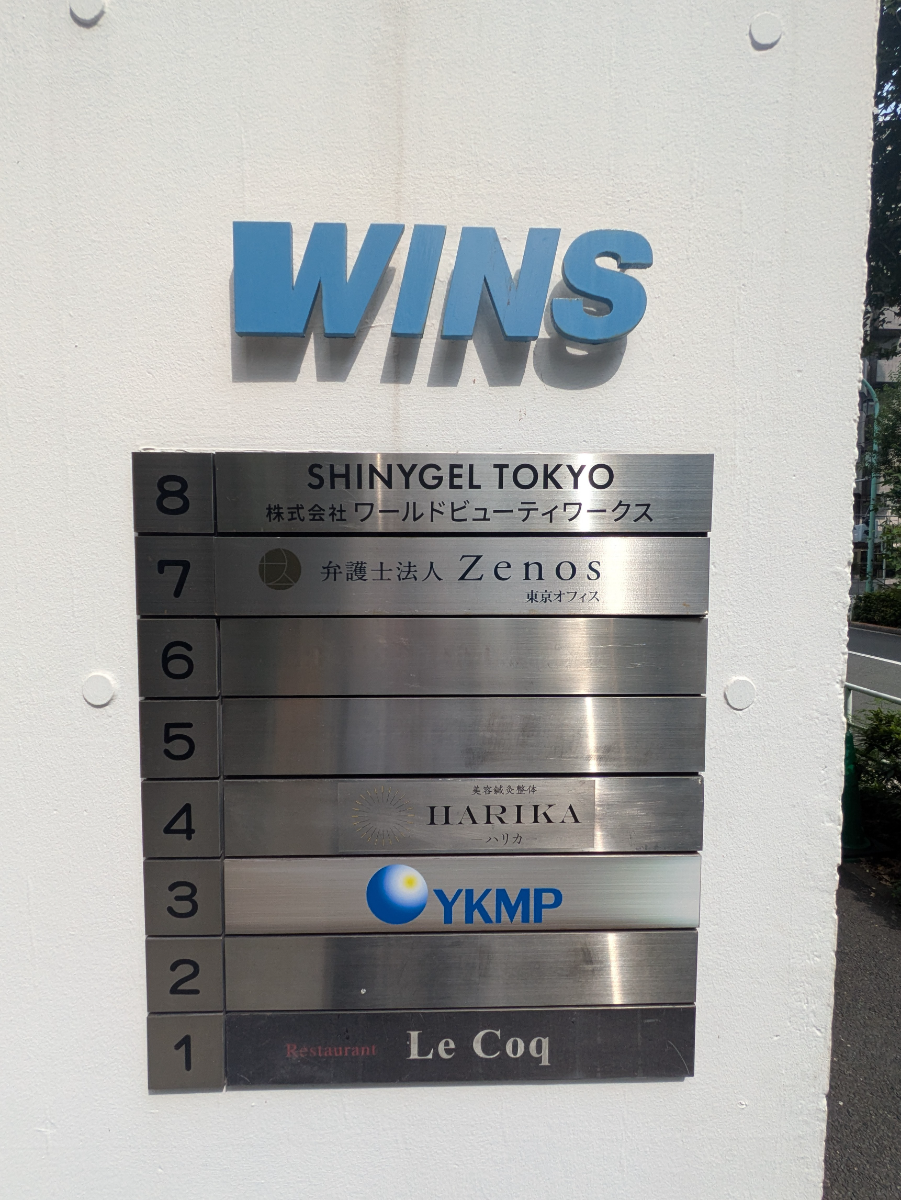 WINS
8 SHINYGEL TOKYO
株式会社 ワールドビューティワークス
7 弁護士法人 Zenos
東京オフィス
6
5
美容鍼灸整体
4 HARIKA
ハリカ
3 YKMP
2
1 Restaurant Le Coq